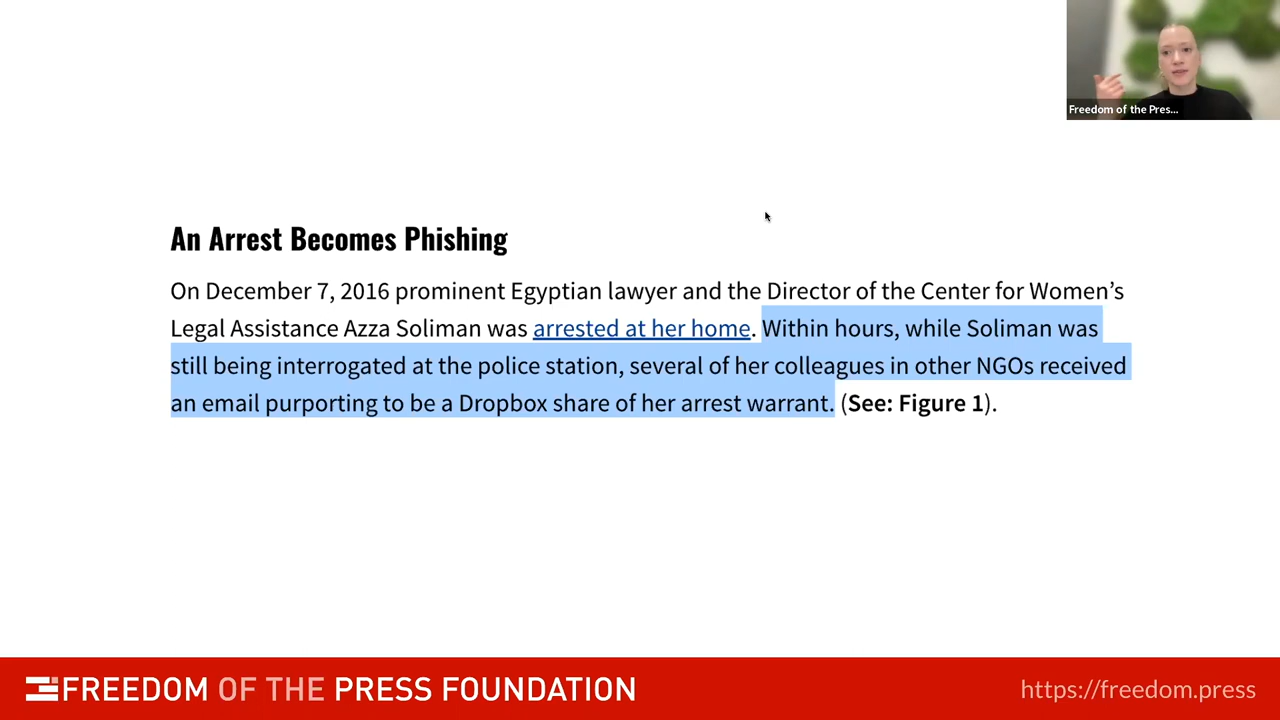 Freedom of the Pres...
An Arrest Becomes Phishing
On December 7, 2016 prominent Egyptian lawyer and the Director of the Center for Women’s
Legal Assistance Azza Soliman was arrested at her home. Within hours, while Soliman was
still being interrogated at the police station, several of her colleagues in other NGOs received
an email purporting to be a Dropbox share of her arrest warrant. (See: Figure 1).
FREEDOM OF THE PRESS FOUNDATION
https://freedom.press